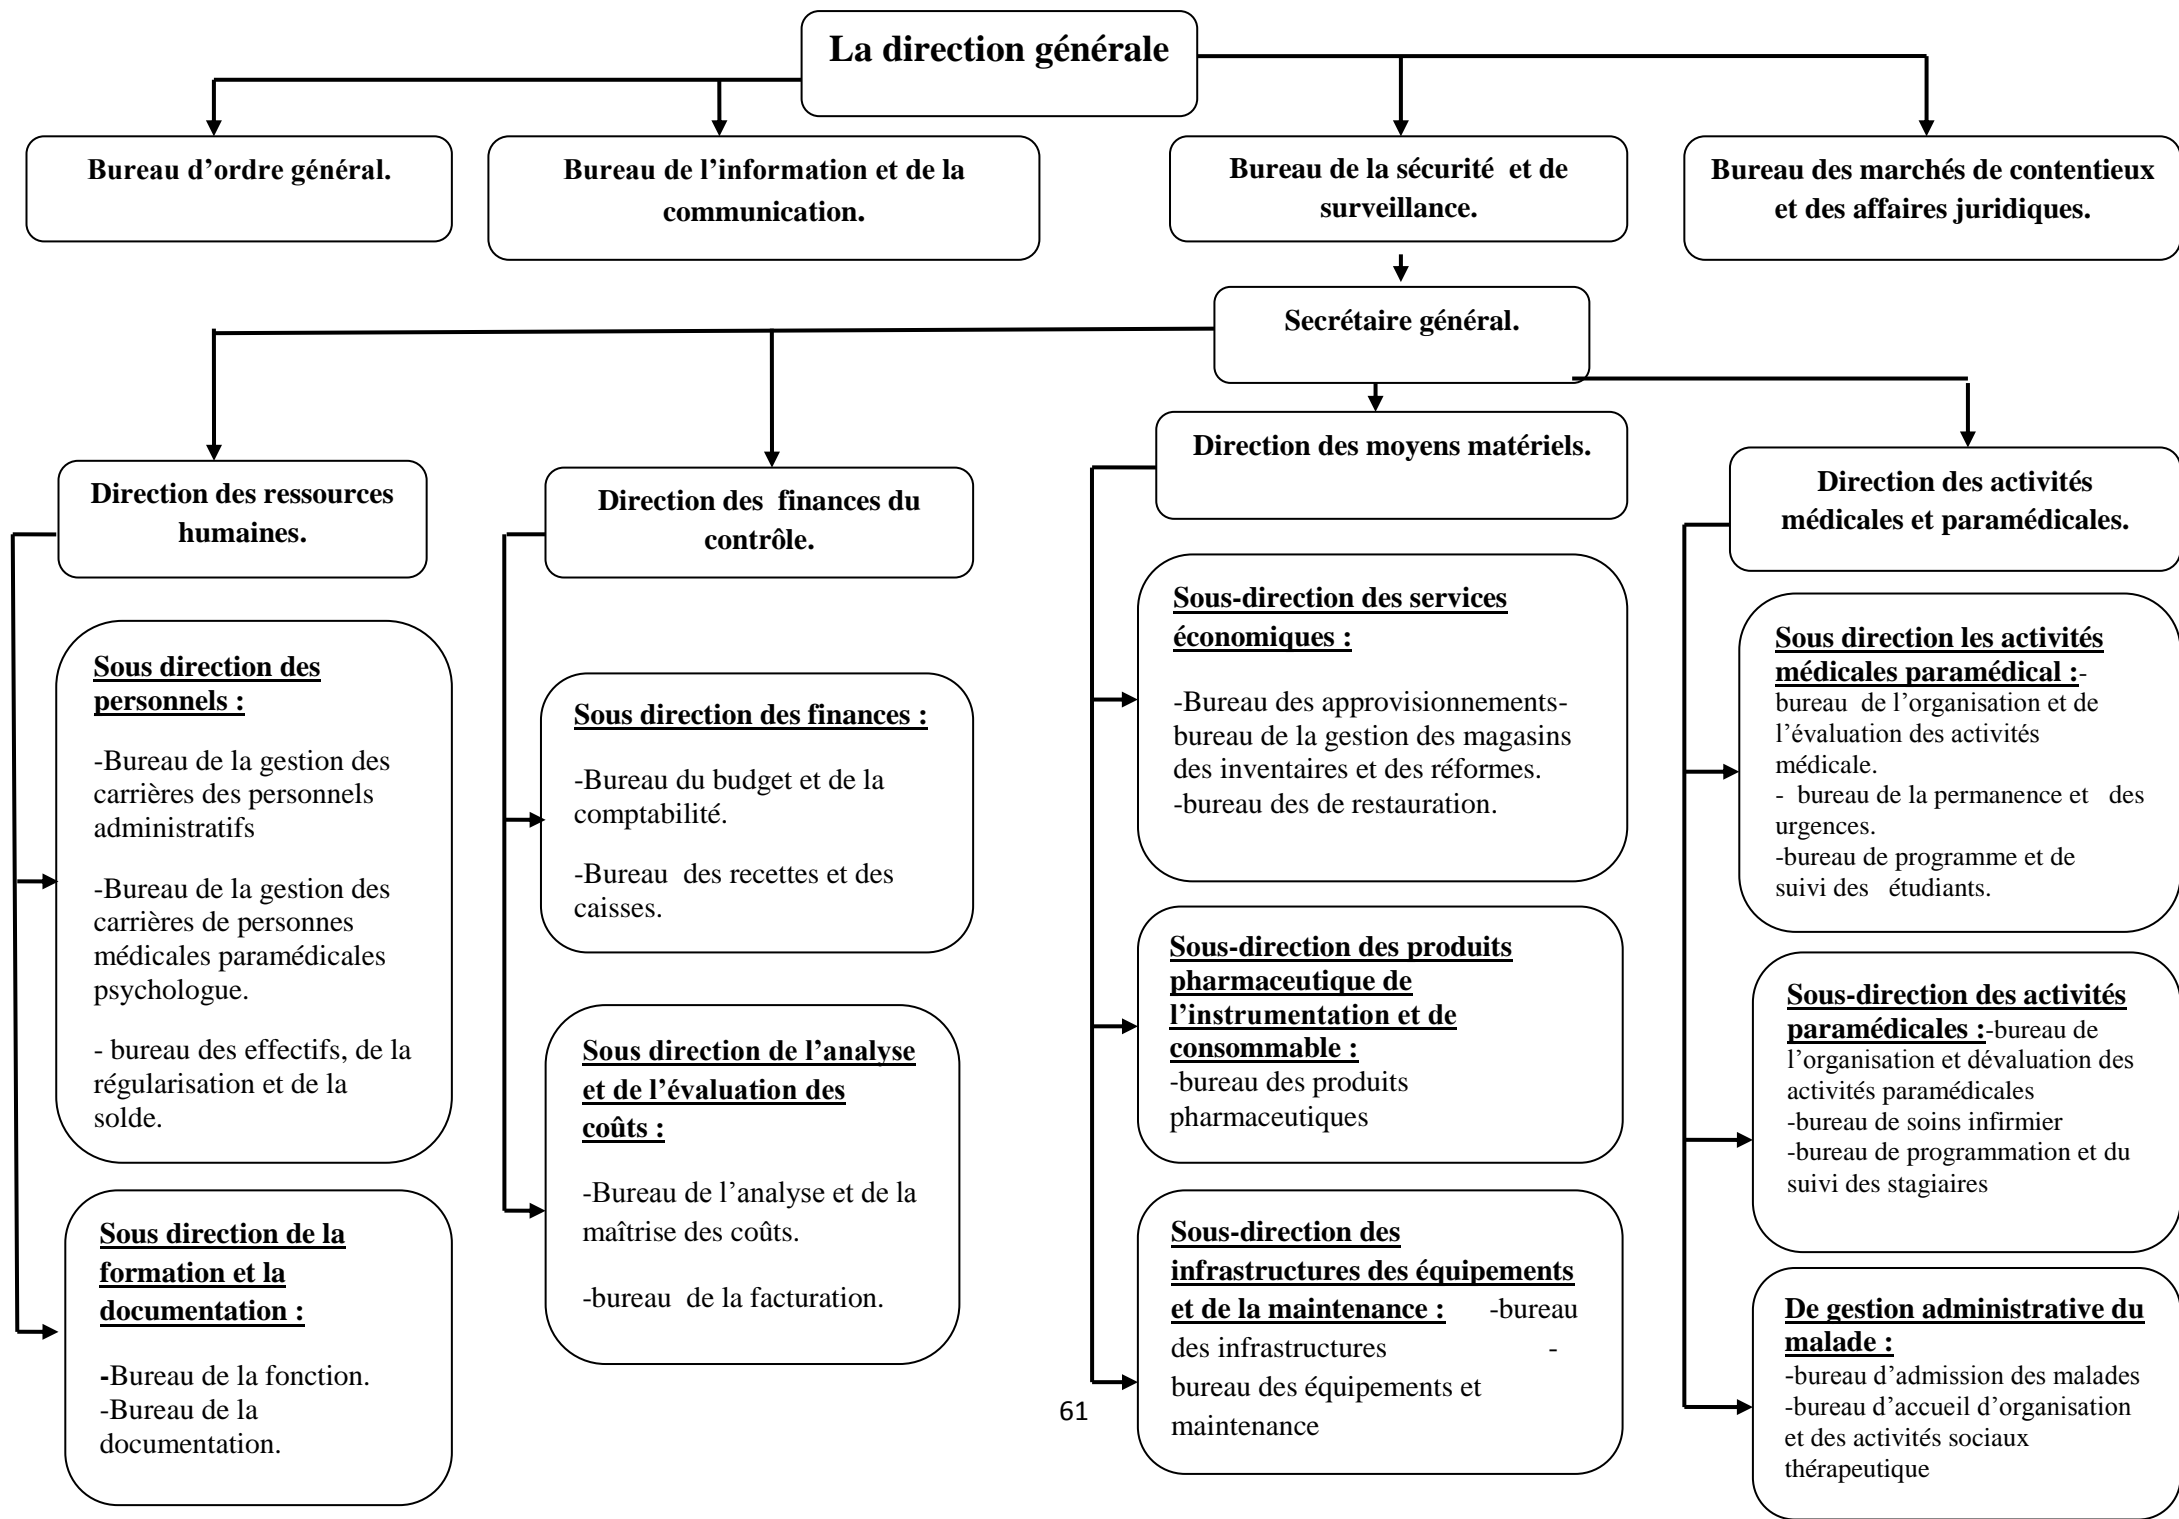 La direction générale
Bureau d’ordre général.
Bureau de l’information et de la
communication.
Bureau de la sécurité  et de
surveillance.
Bureau des marchés de contentieux
et des affaires juridiques.
Secrétaire général.
Direction des ressources
humaines.
Direction des  finances du
contrôle.
Direction des moyens matériels.
Direction des activités
médicales et paramédicales.
Sous direction des
personnels :
-Bureau de la gestion des
carrières des personnels
administratifs
-Bureau de la gestion des
carrières de personnes
médicales paramédicales
psychologue.
- bureau des effectifs, de la
régularisation et de la
solde.
Sous direction de la
formation et la
documentation :
-Bureau de la fonction.
-Bureau de la
documentation.
Sous direction des finances :
-Bureau du budget et de la
comptabilité.
-Bureau  des recettes et des
caisses.
Sous direction de l’analyse
et de l’évaluation des
coûts :
-Bureau de l’analyse et de la
maîtrise des coûts.
-bureau  de la facturation.
Sous-direction des services
économiques :
-Bureau des approvisionnements-
bureau de la gestion des magasins
des inventaires et des réformes.
-bureau des de restauration.
Sous-direction des produits
pharmaceutique de
l’instrumentation et de
consommable :
-bureau des produits
pharmaceutiques
Sous-direction des
infrastructures des équipements
et de la maintenance :      -bureau
des infrastructures                      -
bureau des équipements et
maintenance
Sous direction les activités
médicales paramédical :-
bureau  de l’organisation et de
l’évaluation des activités
médicale.
-  bureau de la permanence et   des
urgences.
-bureau de programme et de
suivi des   étudiants.
Sous-direction des activités
paramédicales :-bureau de
l’organisation et dévaluation des
activités paramédicales
-bureau de soins infirmier
-bureau de programmation et du
suivi des stagiaires
De gestion administrative du
malade :
-bureau d’admission des malades
-bureau d’accueil d’organisation
et des activités sociaux
thérapeutique
61